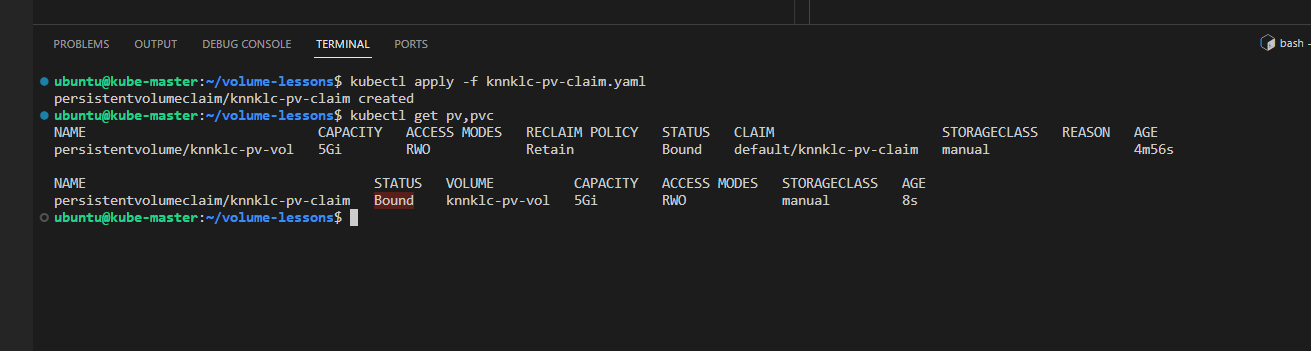 PROBLEMS OUTPUT DEBUG CONSOLE TERMINAL PORTS bash -
ubuntu@kube-master:~/volume-lessons$ kubectl apply -f knnklc-pv-claim.yaml
persistentvolumeclaim/knnklc-pv-claim created
ubuntu@kube-master:~/volume-lessons$ kubectl get pv,pvc
NAME CAPACITY ACCESS MODES RECLAIM POLICY STATUS CLAIM STORAGECLASS REASON AGE
persistentvolume/knnklc-pv-vol 5Gi RWO Retain Bound default/knnklc-pv-claim manual 4m56s
NAME STATUS VOLUME CAPACITY ACCESS MODES STORAGECLASS AGE
persistentvolumeclaim/knnklc-pv-claim Bound knnklc-pv-vol 5Gi RWO manual 8s
ubuntu@kube-master:~/volume-lessons$